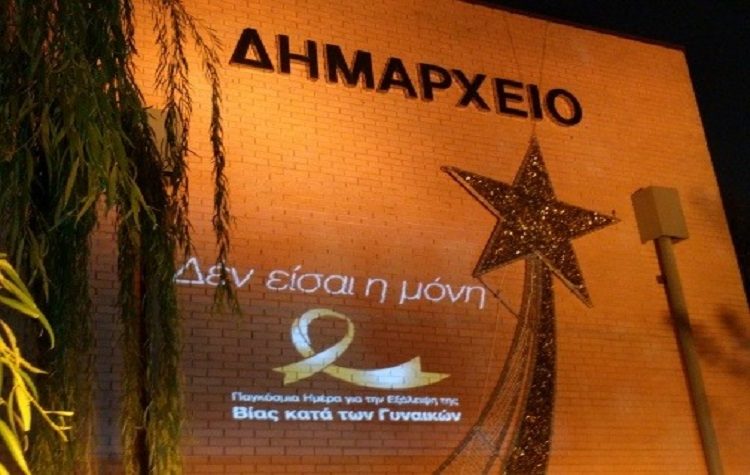 ΔΗΜΑΡΧΕΙΟ
Δεν είσαι η μόνη
Παγκόσμια Ημέρα για την Εξάλειψη της
Βίας κατά των Γυναικών